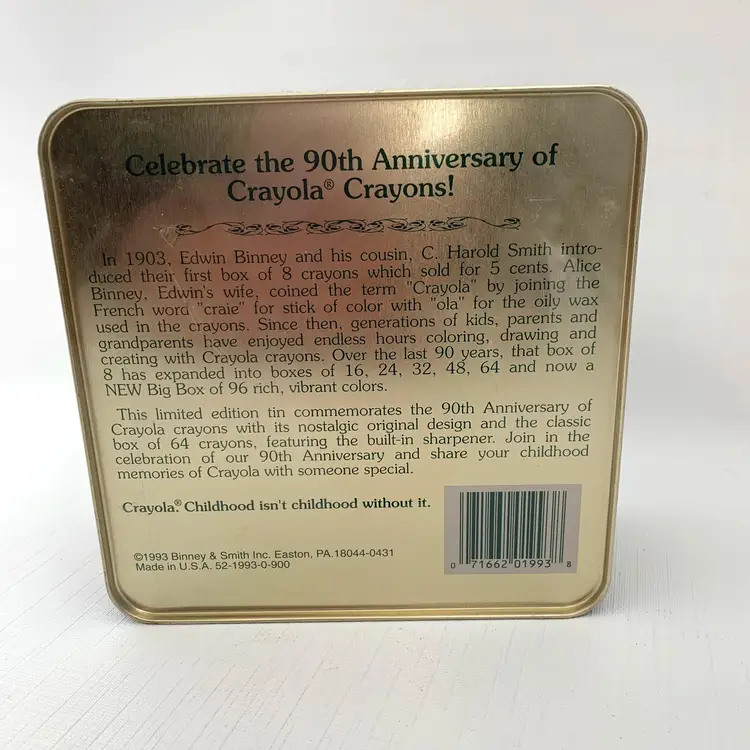 Celebrate the 90th Anniversary of
Crayola® Crayons!
In 1903, Edwin Binney and his cousin, C. Harold Smith intro-
duced their first box of 8 crayons which sold for 5 cents. Alice
Binney, Edwin's wife, coined the term "Crayola" by joining the
French word "craie" for stick of color with "ola" for the oily wax
used in the crayons. Since then, generations of kids, parents and
grandparents have enjoyed endless hours coloring, drawing and
creating with Crayola crayons. Over the last 90 years, that box of
8 has expanded into boxes of 16, 24, 32, 48, 64 and now a
NEW Big Box of 96 rich, vibrant colors.
This limited edition tin commemorates the 90th Anniversary of
Crayola crayons with its nostalgic original design and the classic
box of 64 crayons, featuring the built-in sharpener. Join in the
celebration of our 90th Anniversary and share your childhood
memories of Crayola with someone special.
Crayola®. Childhood isn't childhood without it.
©1993 Binney & Smith Inc. Easton, PA.18044-0431
Made in U.S.A. 52-1993-0-900
0 71662 01993 8